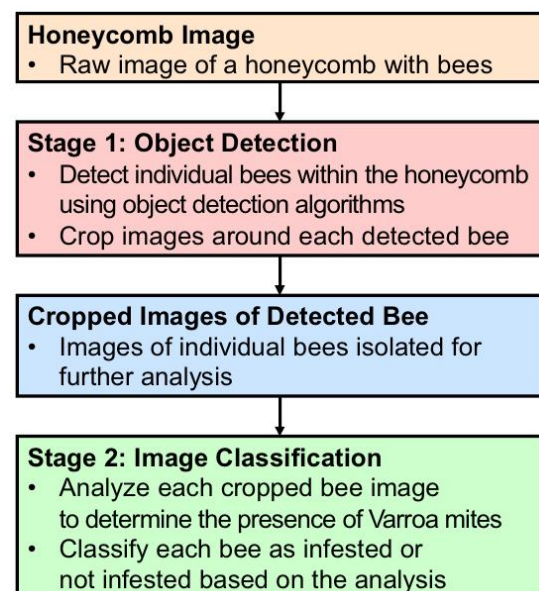 Honeycomb Image
• Raw image of a honeycomb with bees
Stage 1: Object Detection
• Detect individual bees within the honeycomb
using object detection algorithms
• Crop images around each detected bee
Cropped Images of Detected Bee
• Images of individual bees isolated for
further analysis
Stage 2: Image Classification
• Analyze each cropped bee image
to determine the presence of Varroa mites
• Classify each bee as infested or
not infested based on the analysis